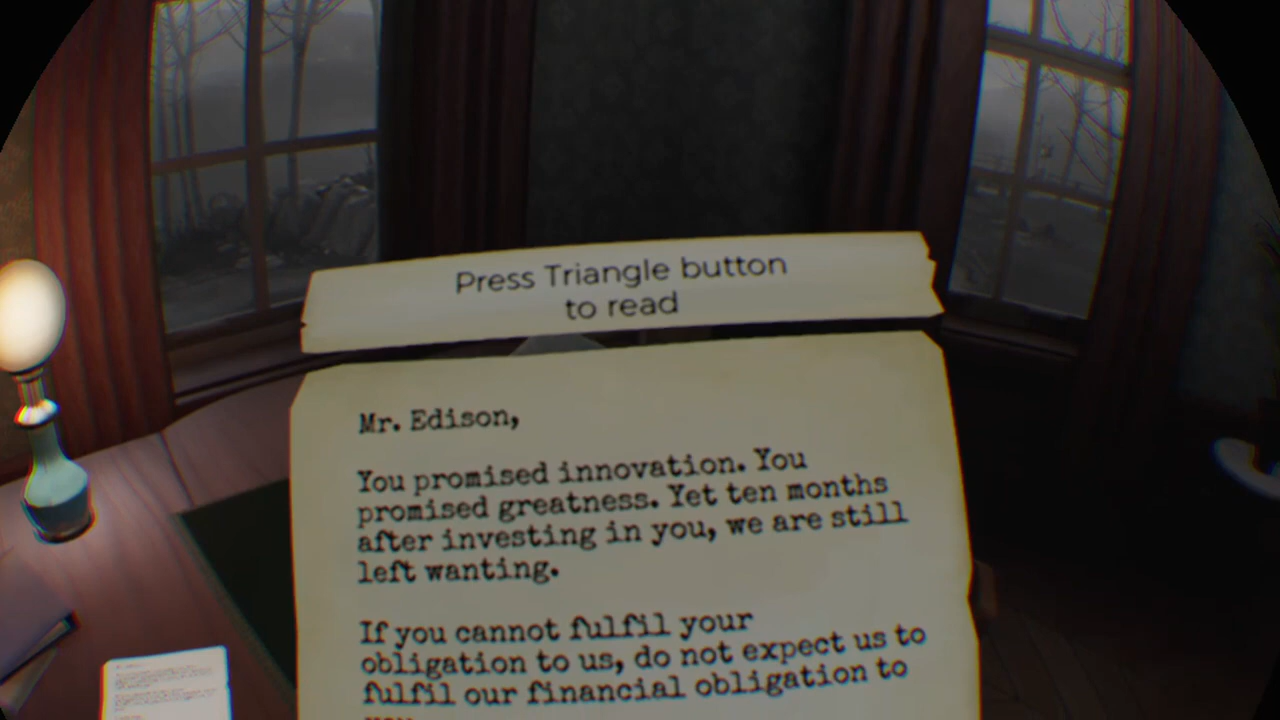 Press Triangle button
to read
Mr. Edison,
You promised innovation. You
promised greatness. Yet ten months
after investing in you, we are still
left wanting.
If you cannot fulfil your
obligation to us, do not expect us to
fulfil our financial obligation to